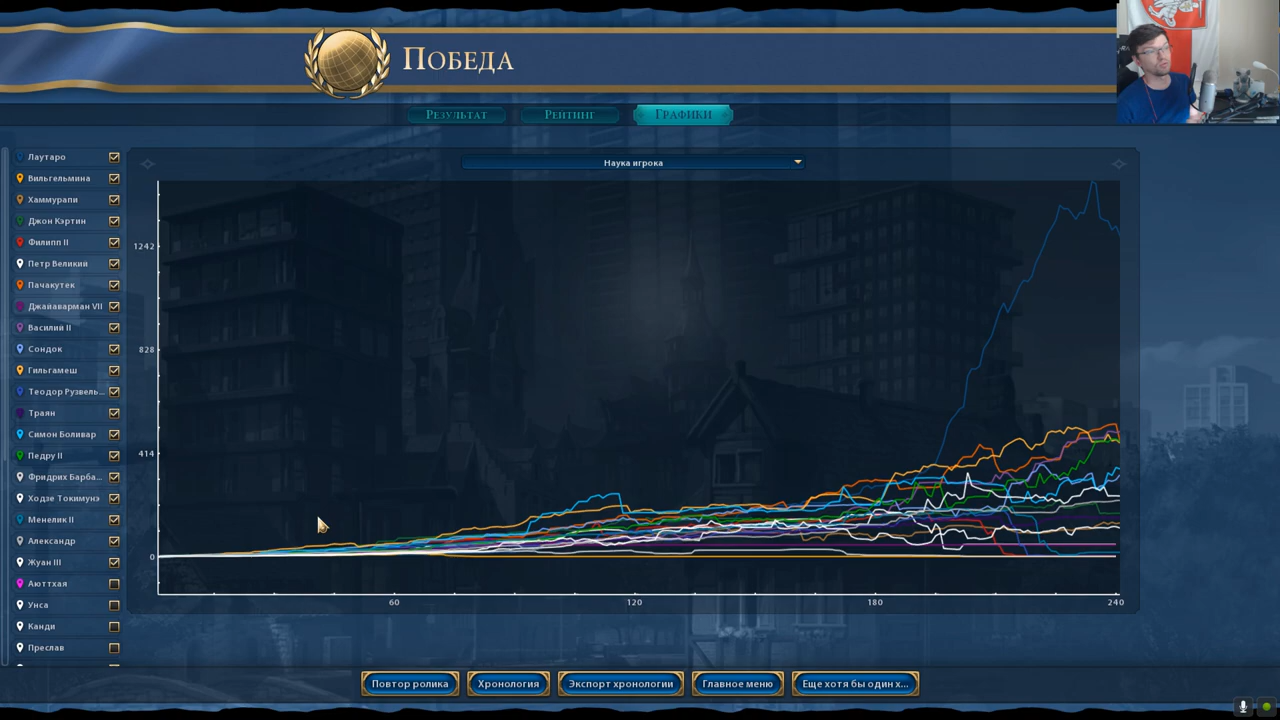 Победа
Результат
Рейтинг
Графики
Наука игрока
Лаутаро
Вильгельмина
Хаммурапи
Джон Кэртин
Филипп II
Петр Великий
Пачакутек
Джайаварман VII
Василий II
Сондок
Гильгамеш
Теодор Рузвель...
Траян
Симон Боливар
Педру II
Фридрих Барба...
Ходзе Токимунэ
Менелик II
Александр
Жуан III
Аюттхая
Унса
Канди
Преслав
1242
828
414
0
60
120
180
240
Повтор ролика
Хронология
Экспорт хронологии
Главное меню
Еще хотя бы один х...